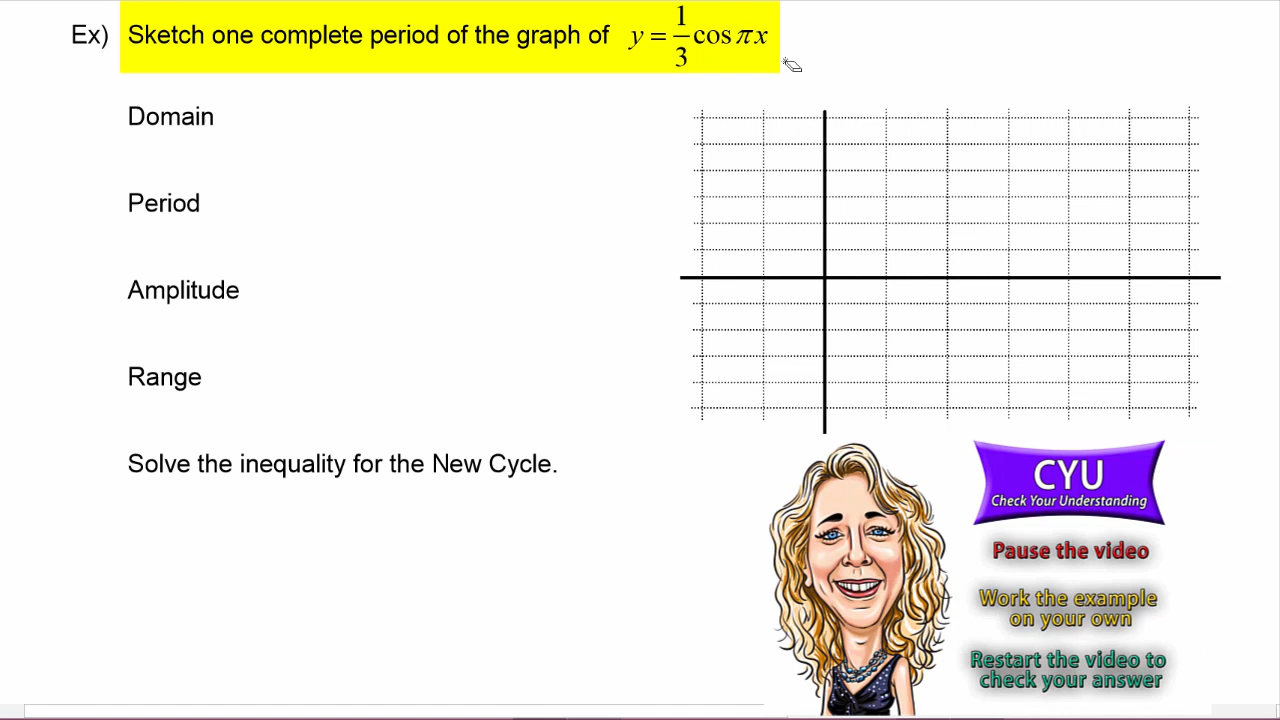 Ex) Sketch one complete period of the graph of y = 1/3 cos πx
Domain
Period
Amplitude
Range
Solve the inequality for the New Cycle.
CYU
Check Your Understanding
Pause the video
Work the example
on your own
Restart the video to
check your answer